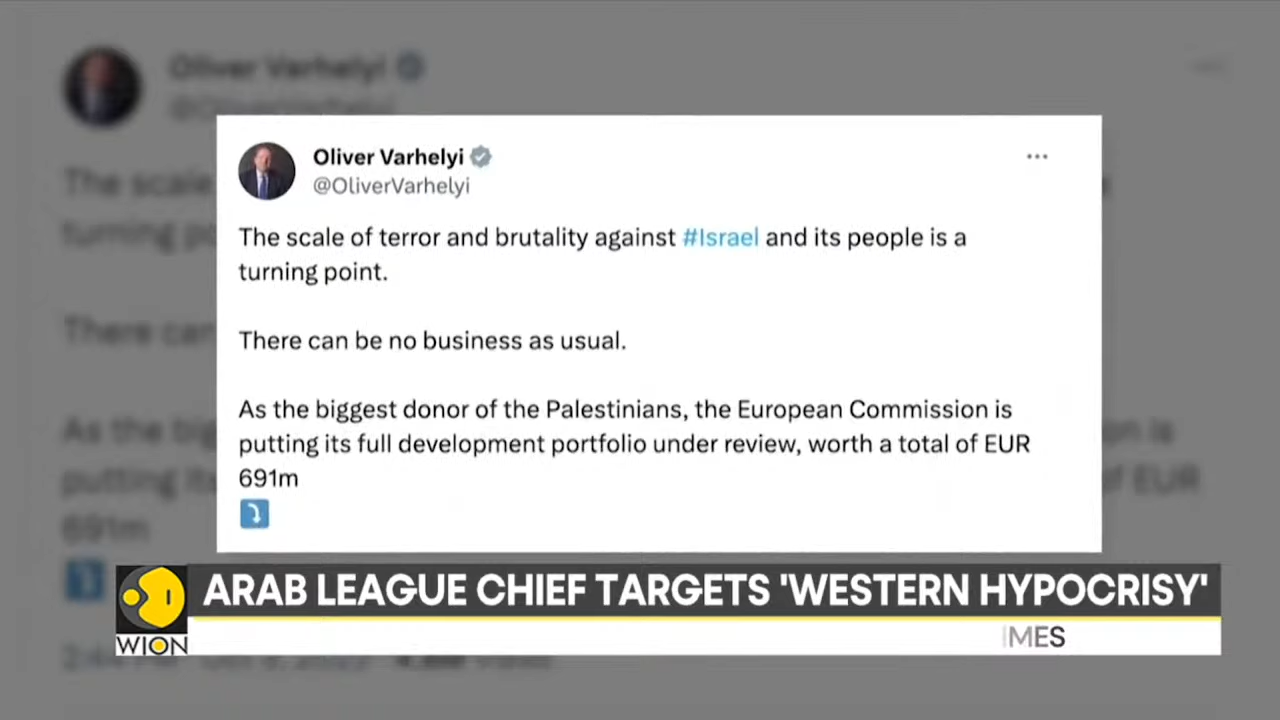 Oliver Varhelyi
@OliverVarhelyi
The scale of terror and brutality against #Israel and its people is a
turning point.
There can be no business as usual.
As the biggest donor of the Palestinians, the European Commission is
putting its full development portfolio under review, worth a total of EUR
691m
ARAB LEAGUE CHIEF TARGETS 'WESTERN HYPOCRISY'
WION
IMES